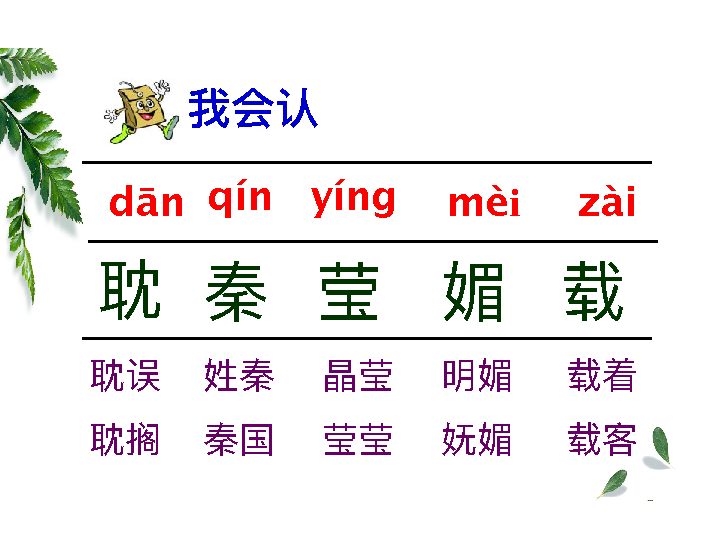 我会认
dān qín yíng mèi zài
耽 秦 莹 媚 载
耽误 姓秦 晶莹 明媚 载着
耽搁 秦国 莹莹 妩媚 载客